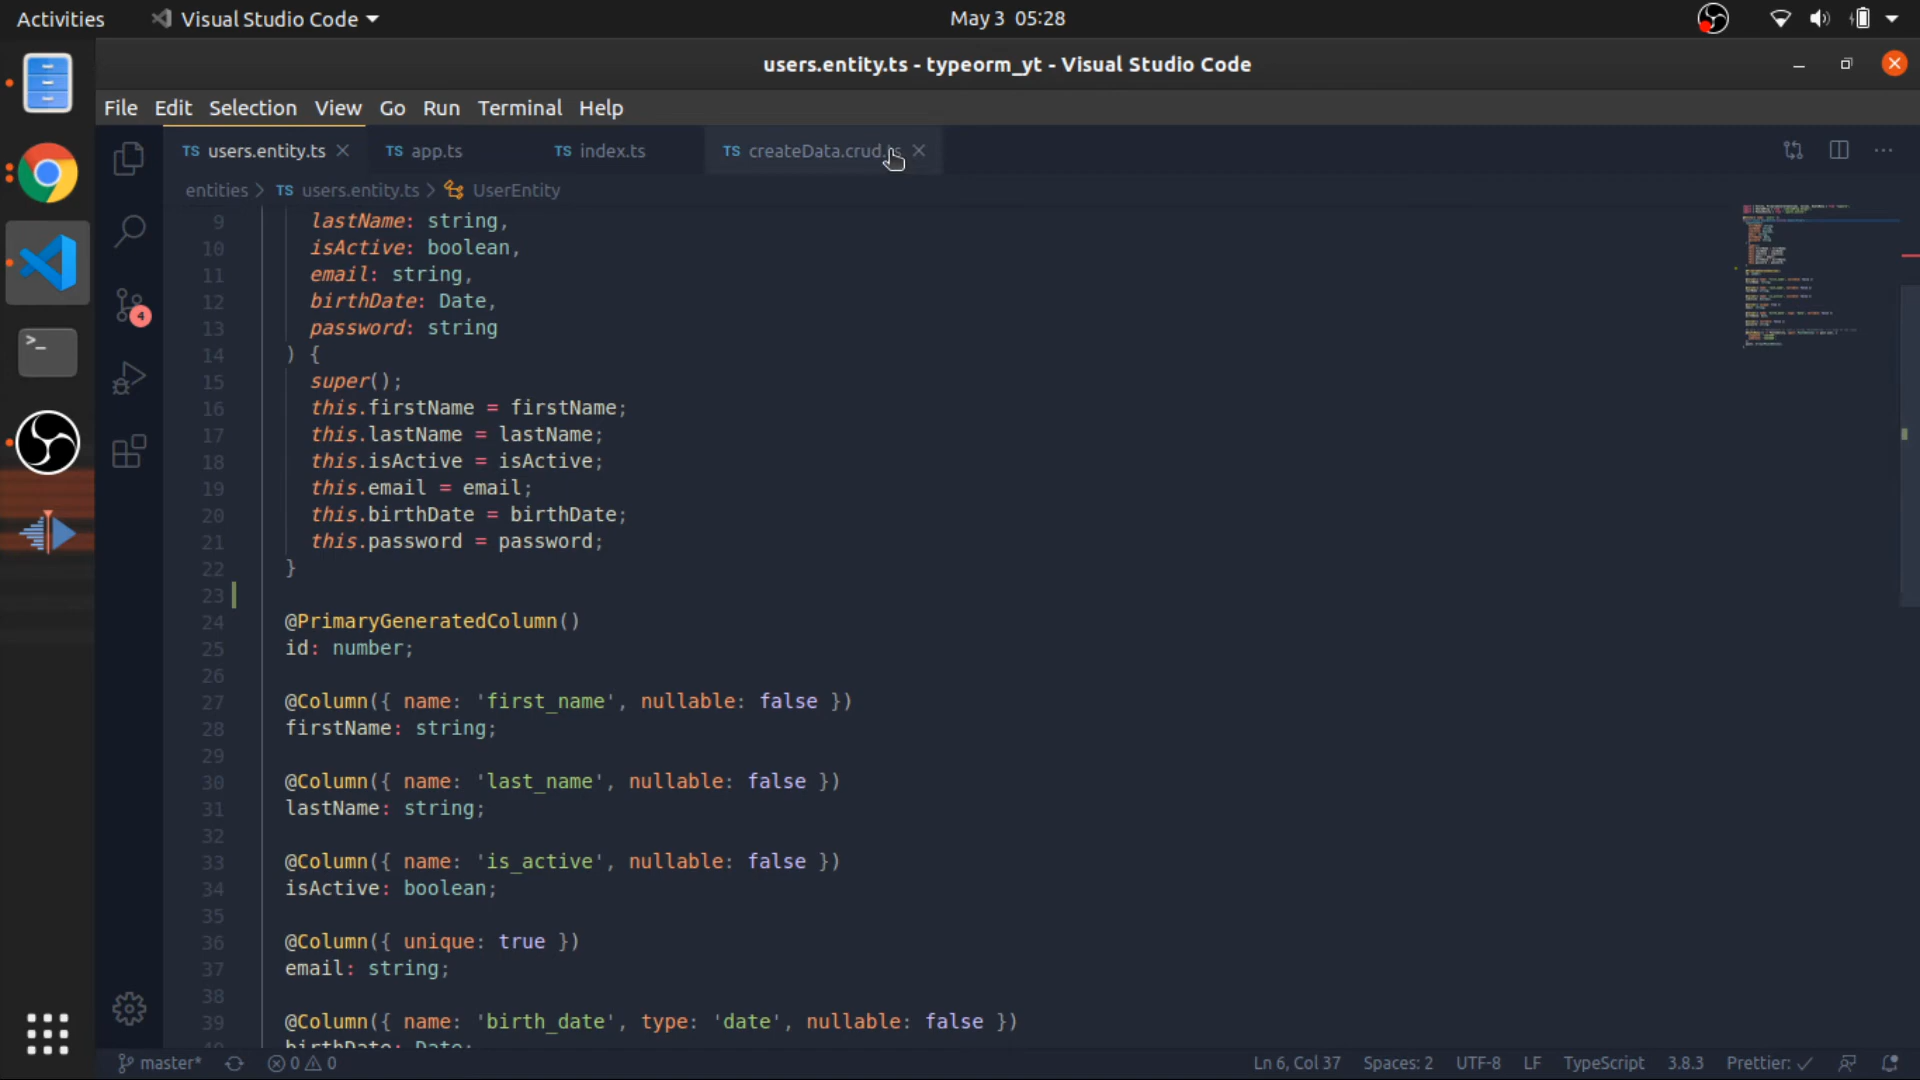 Activities
Visual Studio Code
May 3 05:28
users.entity.ts - typeorm_yt - Visual Studio Code
File Edit Selection View Go Run Terminal Help
TS users.entity.ts
TS app.ts
TS index.ts
TS createData.crud.ts
entities > TS users.entity.ts > UserEntity
9 lastName: string,
10 isActive: boolean,
11 email: string,
12 birthDate: Date,
13 password: string
14 ) {
15 super();
16 this.firstName = firstName;
17 this.lastName = lastName;
18 this.isActive = isActive;
19 this.email = email;
20 this.birthDate = birthDate;
21 this.password = password;
22 }
23
24 @PrimaryGeneratedColumn()
25 id: number;
26
27 @Column({ name: 'first_name', nullable: false })
28 firstName: string;
29
30 @Column({ name: 'last_name', nullable: false })
31 lastName: string;
32
33 @Column({ name: 'is_active', nullable: false })
34 isActive: boolean;
35
36 @Column({ unique: true })
37 email: string;
38
39 @Column({ name: 'birth_date', type: 'date', nullable: false })
40 birthDate: Date;
4
>_
master*
0 0
Ln 6, Col 37
Spaces: 2
UTF-8
LF
TypeScript
3.8.3
Prettier: ✓